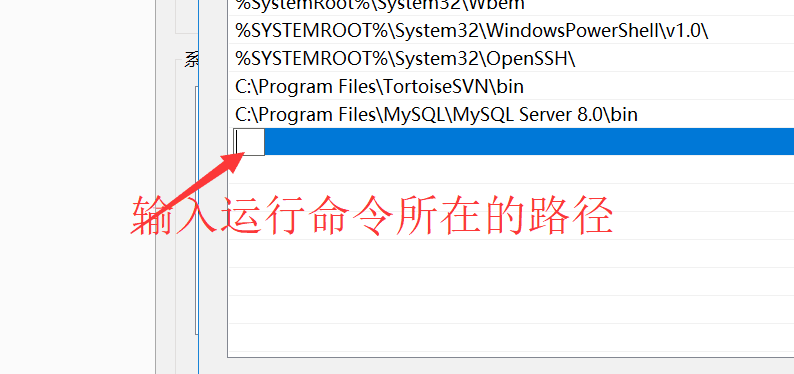 %SystemRoot%\System32\Wbem
%SYSTEMROOT%\System32\WindowsPowerShell\v1.0\
%SYSTEMROOT%\System32\OpenSSH\
系
C:\Program Files\TortoiseSVN\bin
C:\Program Files\MySQL\MySQL Server 8.0\bin
输入运行命令所在的路径